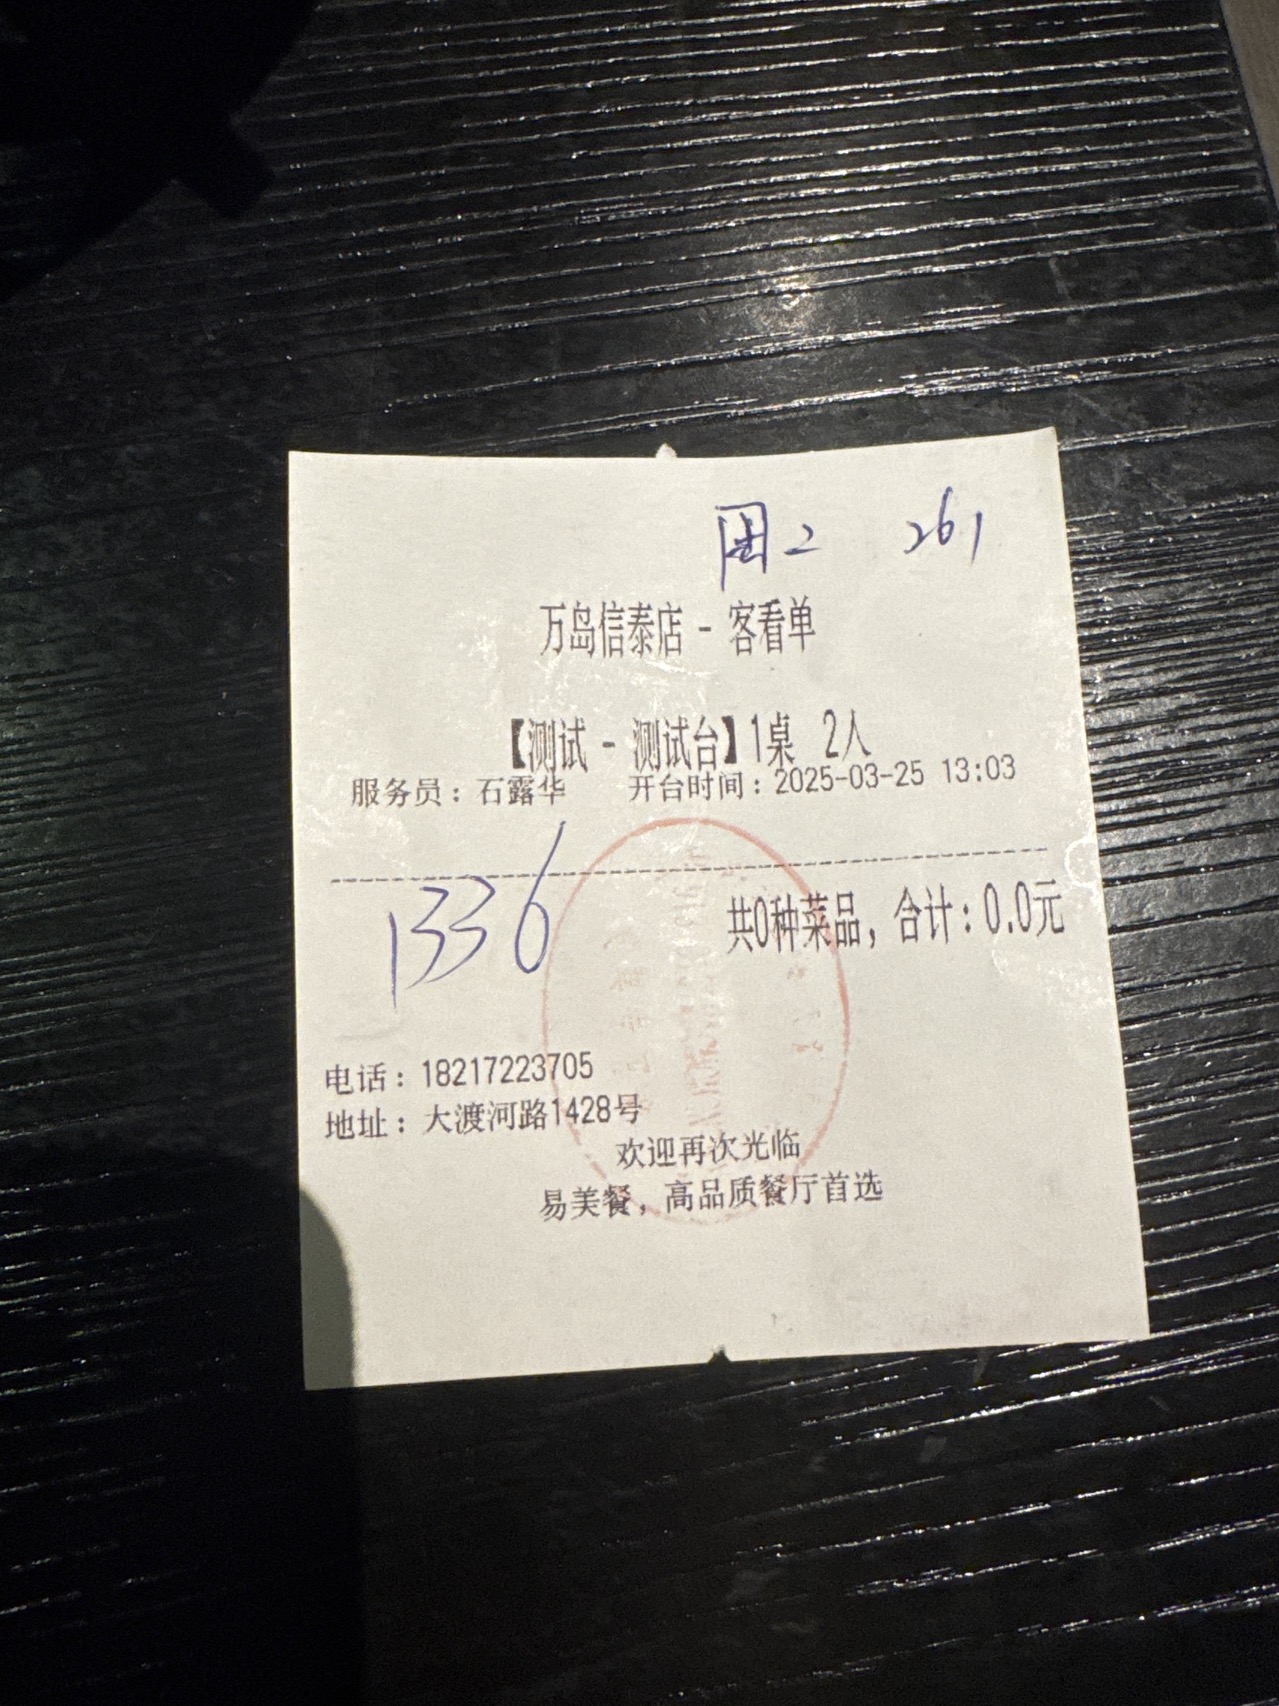 2 261
万岛信泰店 - 客看单
【测试 - 测试台】1桌 2人
服务员：石露华 开台时间：2025-03-25 13:03
1336
共0种菜品，合计：0.0元
电话：18217223705
地址：大渡河路1428号
欢迎再次光临
易美餐，高品质餐厅首选